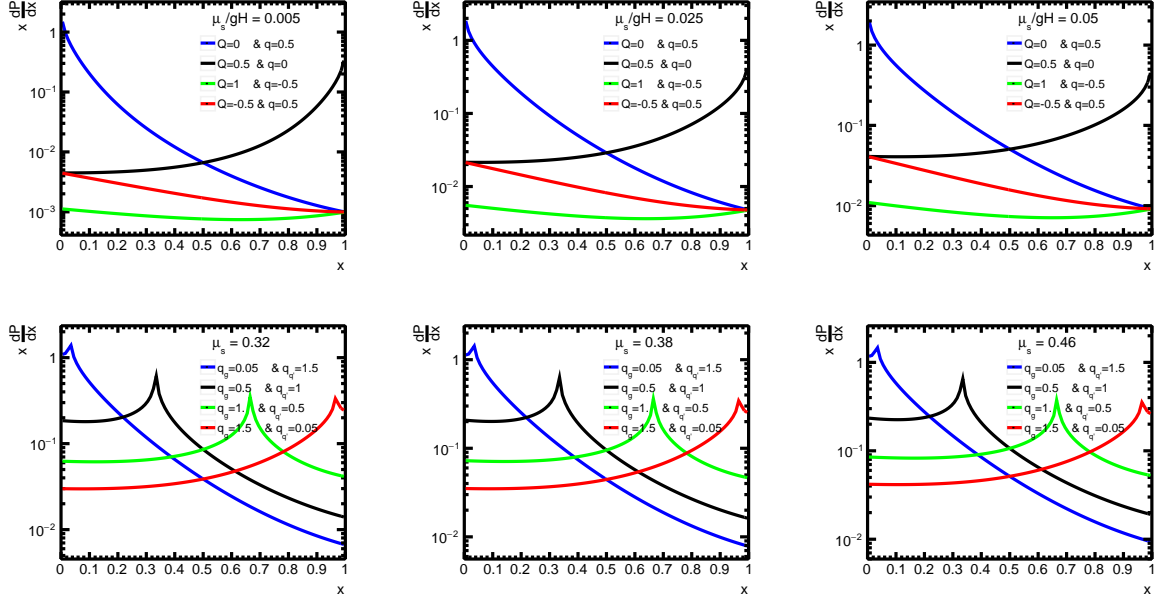 x dP/dx
μs/gH = 0.005
Q=0 & q=0.5
Q=0.5 & q=0
Q=1 & q=-0.5
Q=-0.5 & q=0.5
1
10⁻¹
10⁻²
10⁻³
0 0.1 0.2 0.3 0.4 0.5 0.6 0.7 0.8 0.9 1
x
x dP/dx
μs/gH = 0.025
Q=0 & q=0.5
Q=0.5 & q=0
Q=1 & q=-0.5
Q=-0.5 & q=0.5
1
10⁻¹
10⁻²
0 0.1 0.2 0.3 0.4 0.5 0.6 0.7 0.8 0.9 1
x
x dP/dx
μs/gH = 0.05
Q=0 & q=0.5
Q=0.5 & q=0
Q=1 & q=-0.5
Q=-0.5 & q=0.5
1
10⁻¹
10⁻²
0 0.1 0.2 0.3 0.4 0.5 0.6 0.7 0.8 0.9 1
x
x dP/dx
μs = 0.32
qg=0.05 & qq'=1.5
qg=0.5 & qq'=1
qg=1. & qq'=0.5
qg=1.5 & qq'=0.05
1
10⁻¹
10⁻²
0 0.1 0.2 0.3 0.4 0.5 0.6 0.7 0.8 0.9 1
x
x dP/dx
μs = 0.38
qg=0.05 & qq'=1.5
qg=0.5 & qq'=1
qg=1. & qq'=0.5
qg=1.5 & qq'=0.05
1
10⁻¹
10⁻²
0 0.1 0.2 0.3 0.4 0.5 0.6 0.7 0.8 0.9 1
x
x dP/dx
μs = 0.46
qg=0.05 & qq'=1.5
qg=0.5 & qq'=1
qg=1. & qq'=0.5
qg=1.5 & qq'=0.05
1
10⁻¹
10⁻²
0 0.1 0.2 0.3 0.4 0.5 0.6 0.7 0.8 0.9 1
x